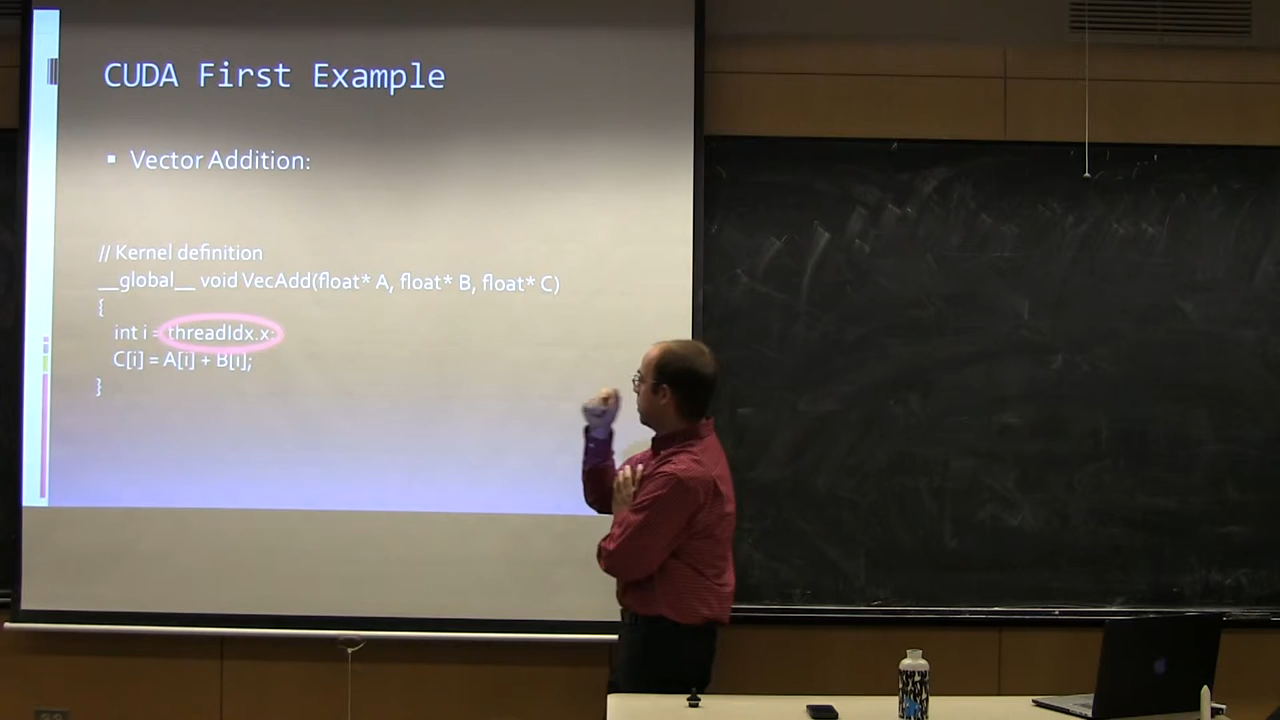 CUDA First Example
▪ Vector Addition:
// Kernel definition
__global__ void VecAdd(float* A, float* B, float* C)
{
int i = threadIdx.x;
C[i] = A[i] + B[i];
}